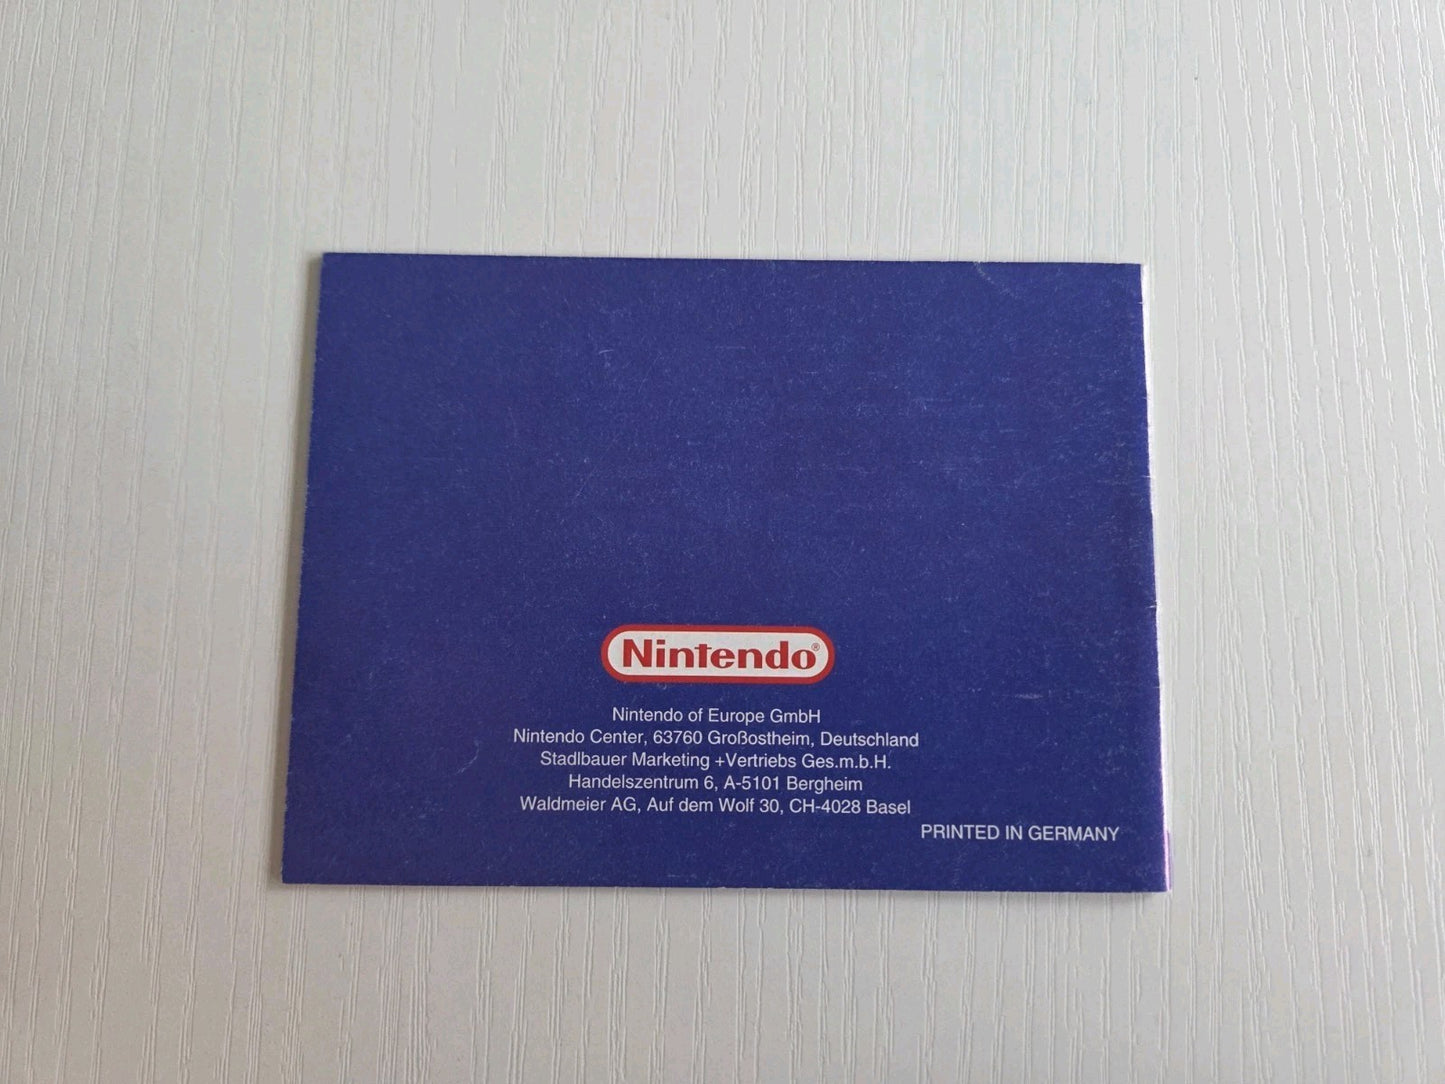 Nintendo®
Nintendo of Europe GmbH
Nintendo Center, 63760 Großostheim, Deutschland
Stadlbauer Marketing +Vertriebs Ges.m.b.H.
Handelszentrum 6, A-5101 Bergheim
Waldmeier AG, Auf dem Wolf 30, CH-4028 Basel
PRINTED IN GERMANY